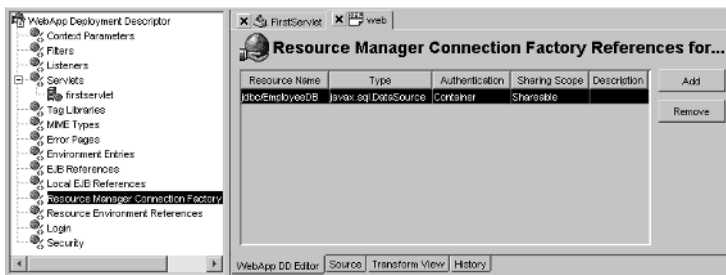 WebApp Deployment Descriptor
Context Parameters
Filters
Listeners
Servlets
firstservlet
Tag Libraries
MIME Types
Error Pages
Environment Entries
EJB References
Local EJB References
Resource Manager Connection Factory
Resource Environment References
Login
Security
FirstServlet web
Resource Manager Connection Factory References for...
Resource Name Type Authentication Sharing Scope Description
jdbc/EmployeeDB javax.sql.DataSource Container Shareable
Add
Remove
WebApp DD Editor Source Transform View History